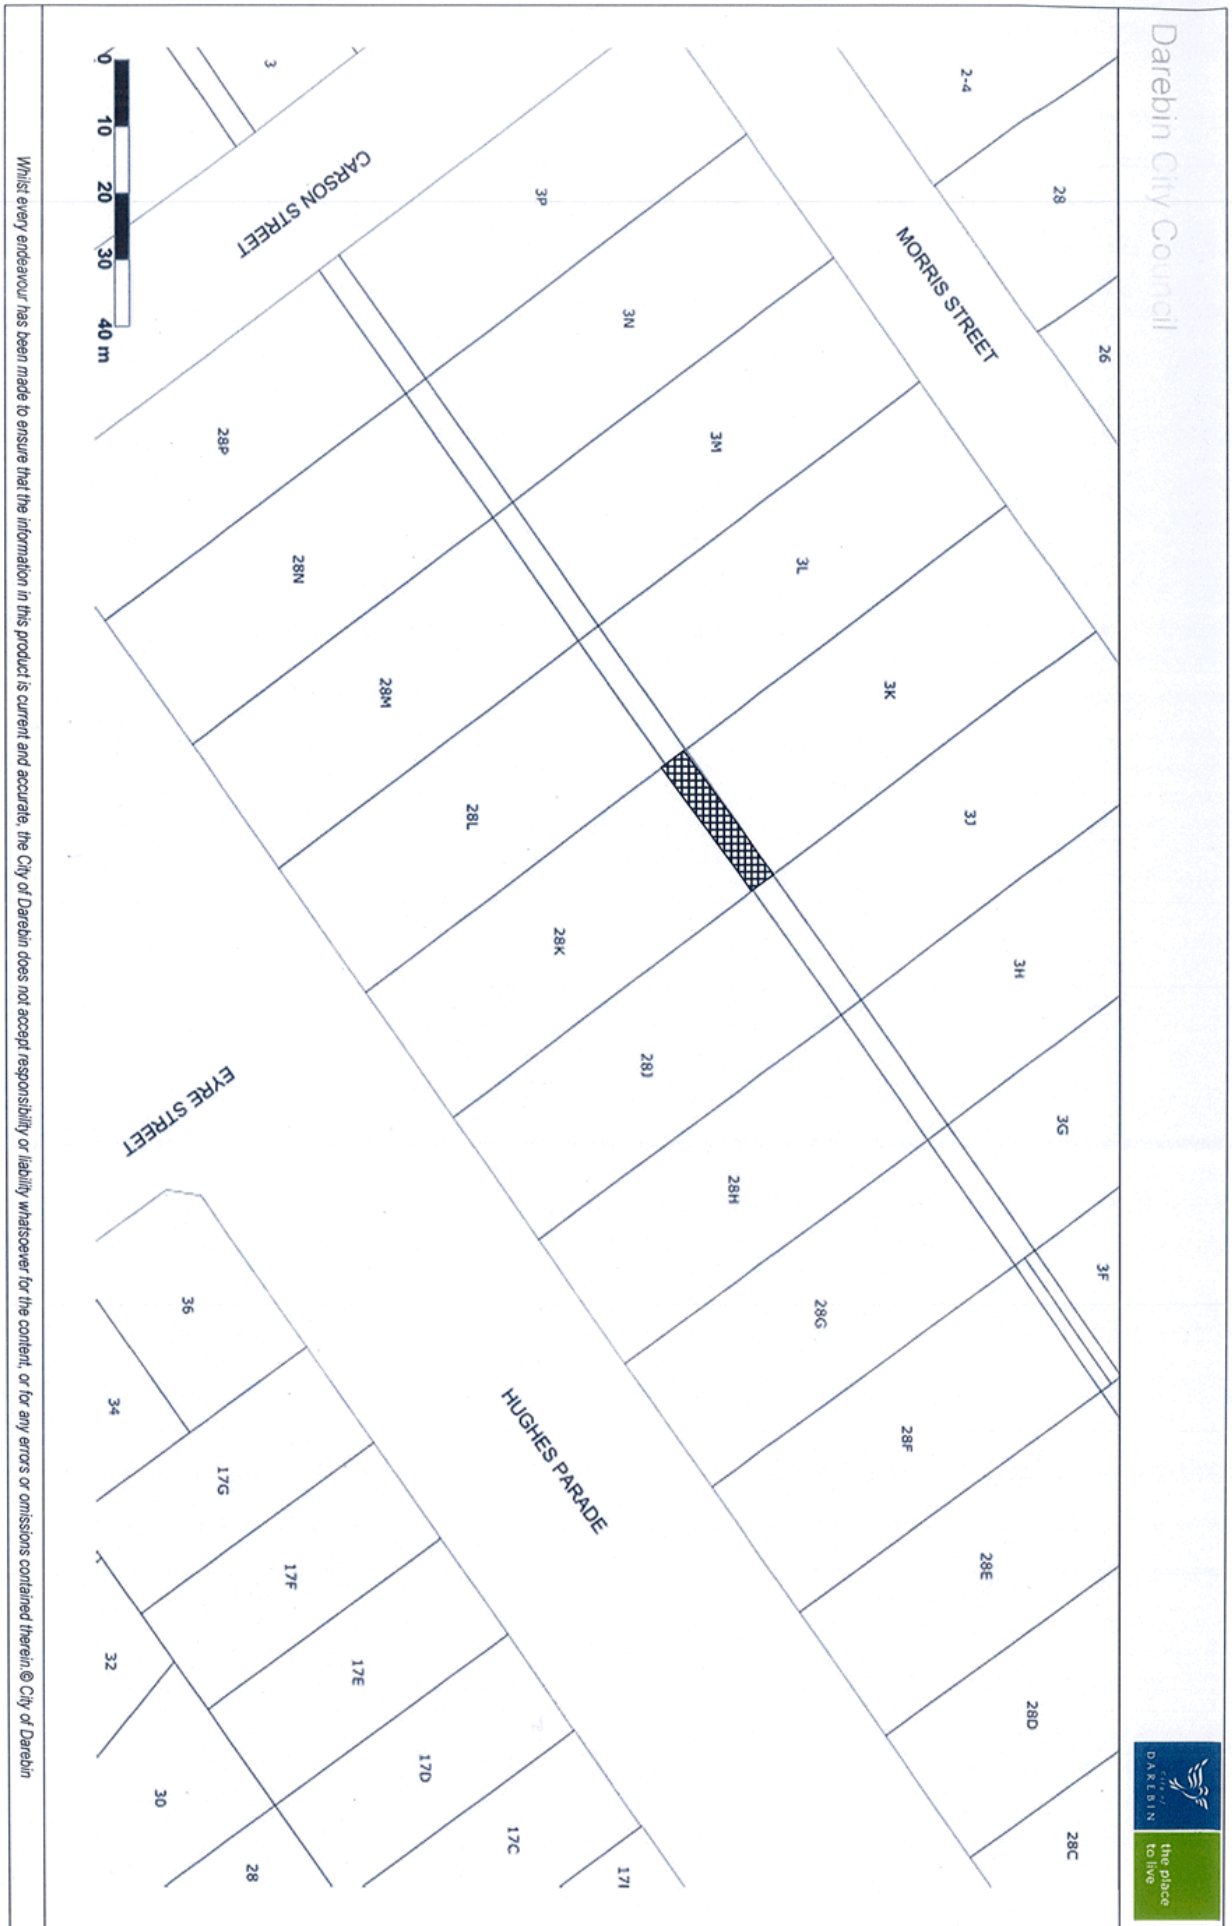 Darebin City Council
CITY of
DAREBIN
the place
to live
2-4
28
26
MORRIS STREET
3
CARSON STREET
3P
3N
3M
3L
3K
3J
3H
3G
3F
28P
28N
28M
28L
28K
28J
28H
28G
28F
28E
28D
28C
EYRE STREET
HUGHES PARADE
36
34
17G
17F
17E
17D
17C
17I
32
30
28
0 10 20 30 40 m
Whilst every endeavour has been made to ensure that the information in this product is current and accurate, the City of Darebin does not accept responsibility or liability whatsoever for the content, or for any errors or omissions contained therein.© City of Darebin